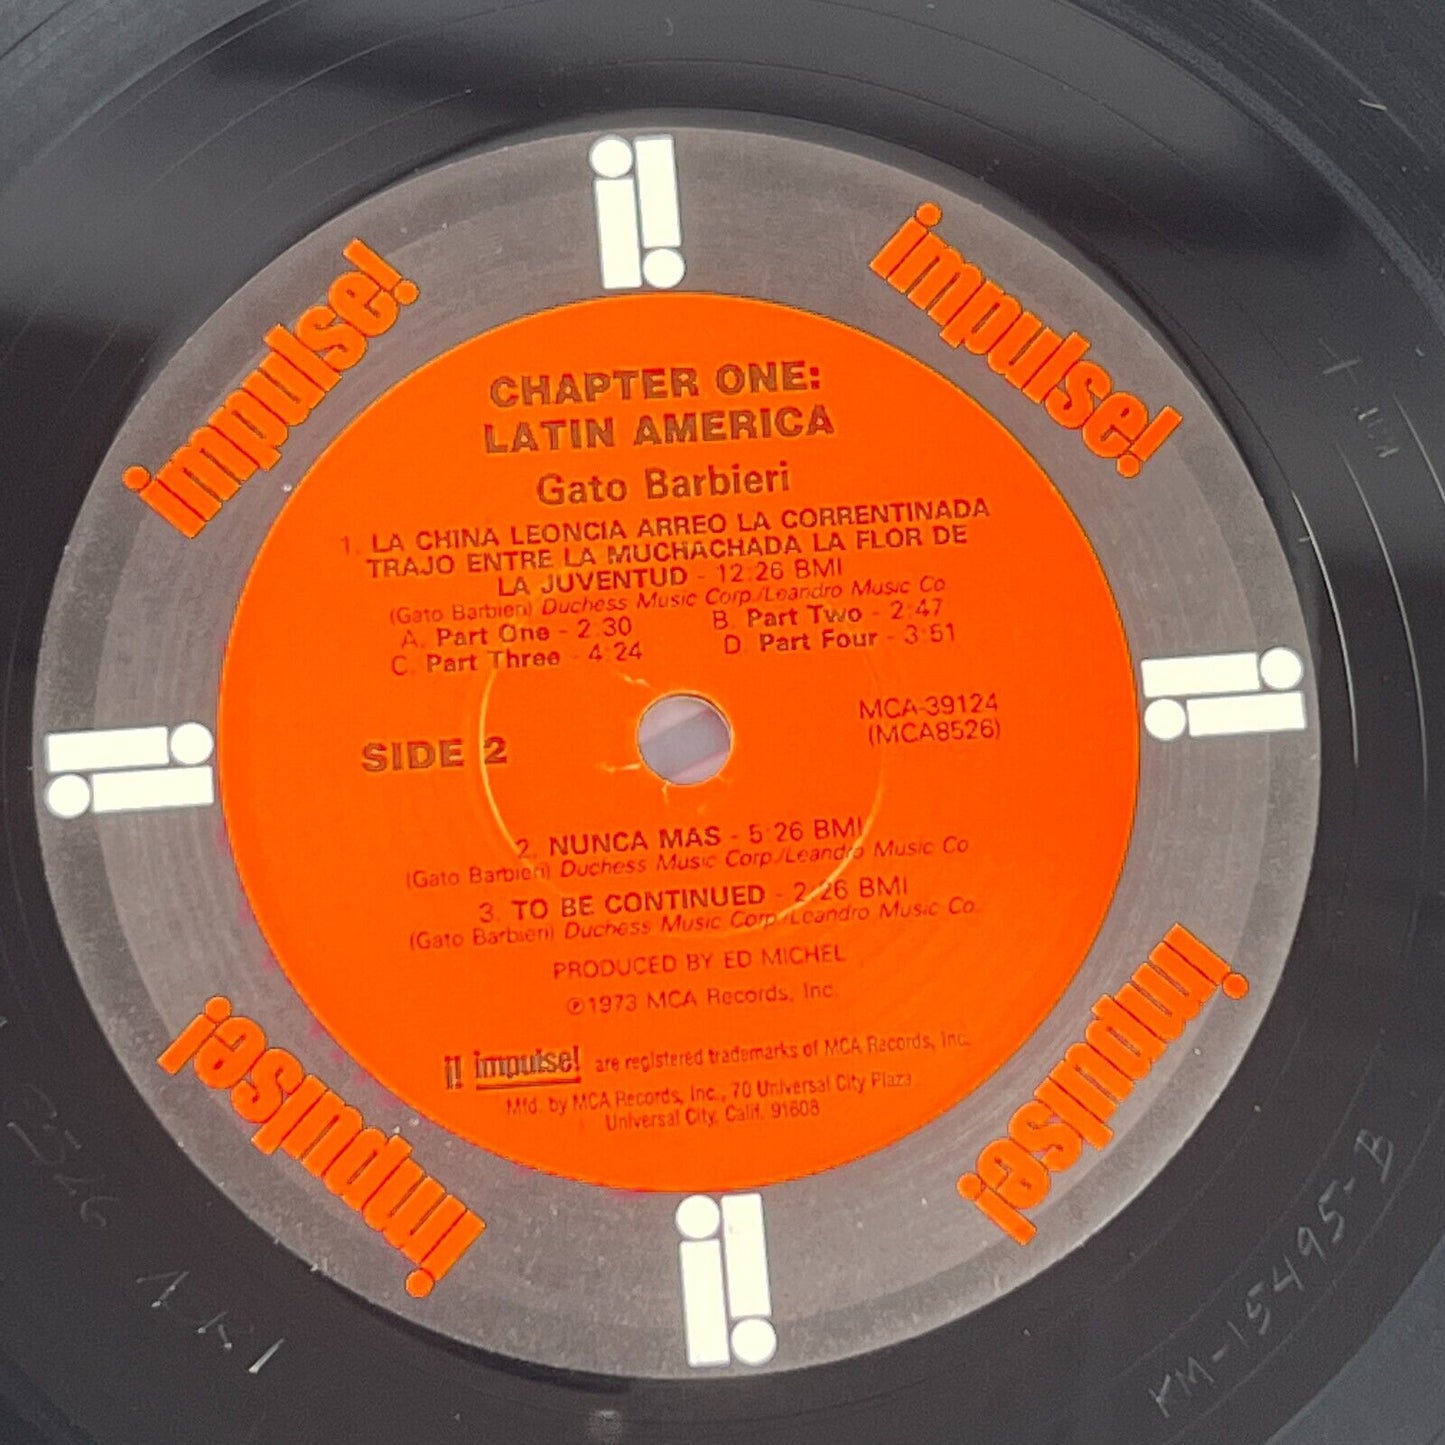 impulse!
impulse!
CHAPTER ONE:
LATIN AMERICA
Gato Barbieri
1. LA CHINA LEONCIA ARREO LA CORRENTINADA
TRAJO ENTRE LA MUCHACHADA LA FLOR DE
LA JUVENTUD - 12:26 BMI
(Gato Barbieri) Duchess Music Corp./Leandro Music Co
A. Part One - 2:30 B. Part Two - 2:47
C. Part Three - 4:24 D. Part Four - 3:51
MCA-39124
(MCA8526)
SIDE 2
2. NUNCA MAS - 5:26 BMI
(Gato Barbieri) Duchess Music Corp./Leandro Music Co
3. TO BE CONTINUED - 2:26 BMI
(Gato Barbieri) Duchess Music Corp/Leandro Music Co.
PRODUCED BY ED MICHEL
℗1973 MCA Records, Inc.
i! impulse! are registered trademarks of MCA Records, Inc.
Mfd. by MCA Records, Inc., 70 Universal City Plaza
Universal City, Calif. 91608
impulse!
impulse!
KM-15495-B